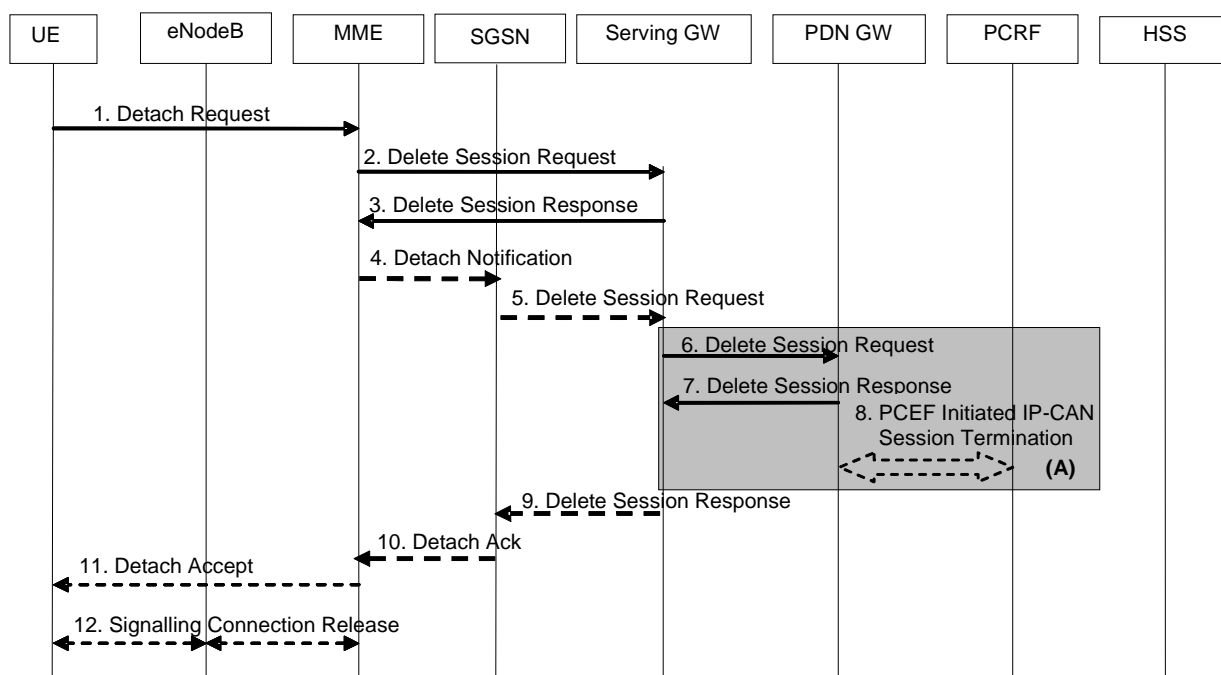 UE
eNodeB
MME
SGSN
Serving GW
PDN GW
PCRF
HSS
1. Detach Request
2. Delete Session Request
3. Delete Session Response
4. Detach Notification
5. Delete Session Request
6. Delete Session Request
7. Delete Session Response
8. PCEF Initiated IP-CAN
Session Termination
(A)
9. Delete Session Response
10. Detach Ack
11. Detach Accept
12. Signalling Connection Release